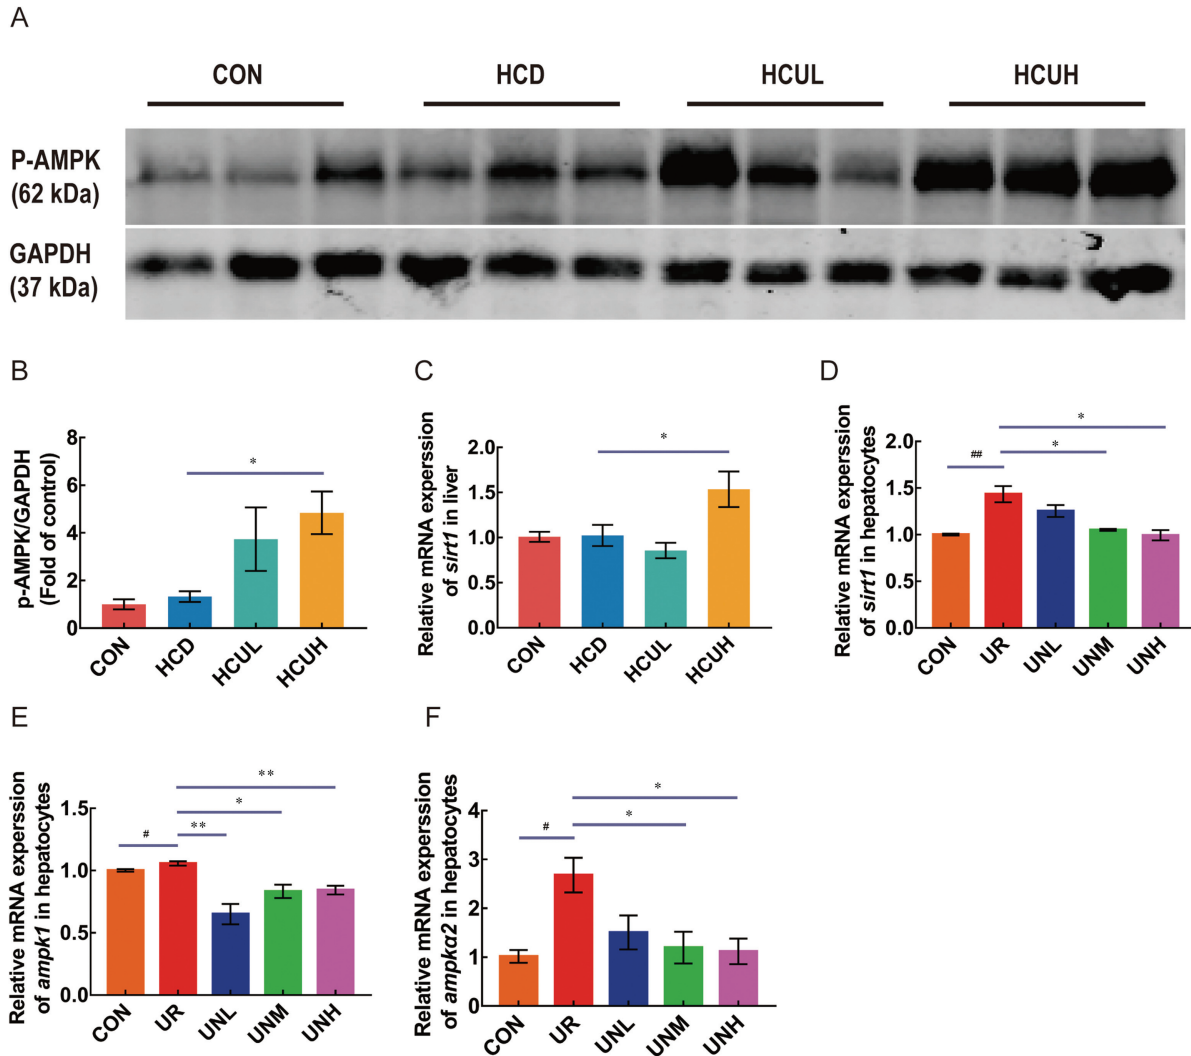 A
CON HCD HCUL HCUH
P-AMPK
(62 kDa)
GAPDH
(37 kDa)
B
p-AMPK/GAPDH
(Fold of control)
8
6
4
2
0
*
CON HCD HCUL HCUH
C
Relative mRNA experssion
of sirt1 in liver
2.0
1.5
1.0
0.5
0.0
*
CON HCD HCUL HCUH
D
Relative mRNA experssion
of sirt1 in hepatocytes
2.0
1.5
1.0
0.5
0.0
*
*
##
CON UR UNL UNM UNH
E
Relative mRNA experssion
of ampk1 in hepatocytes
1.5
1.0
0.5
0.0
**
*
# **
CON UR UNL UNM UNH
F
Relative mRNA experssion
of ampkα2 in hepatocytes
4
3
2
1
0
*
*
#
CON UR UNL UNM UNH